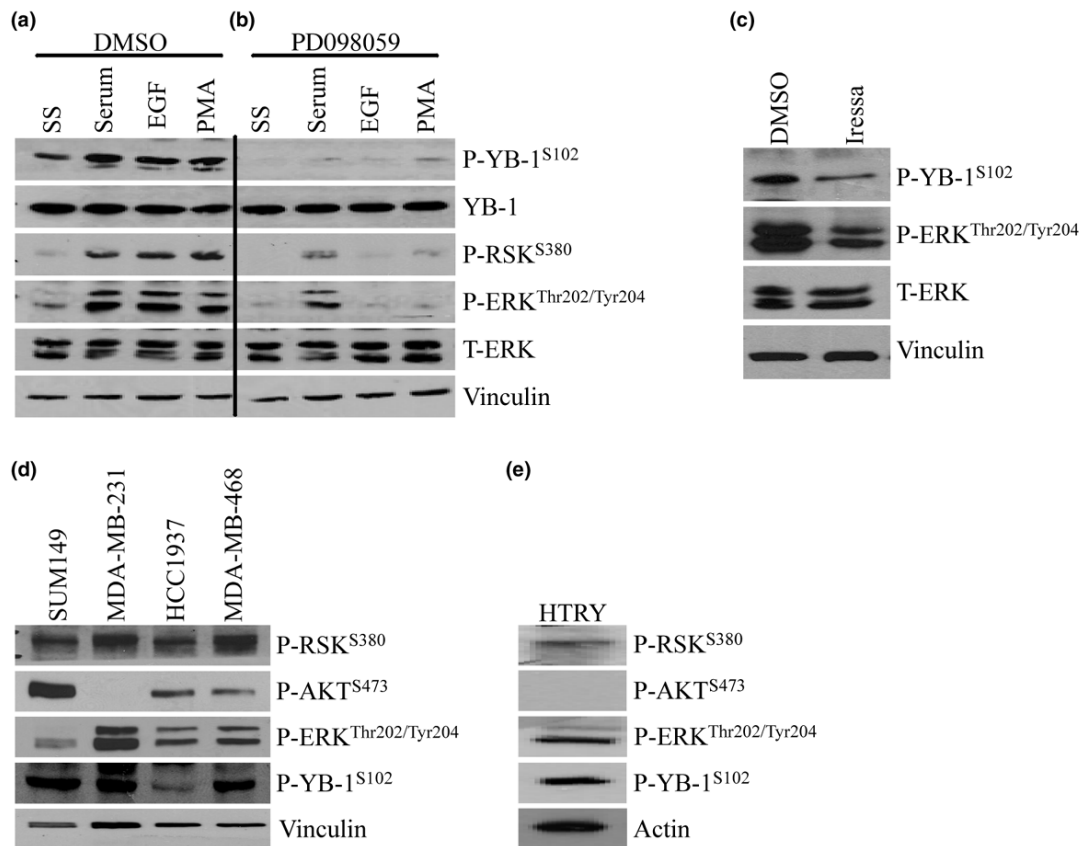 (a) (b) (c)
DMSO PD098059
SS Serum EGF PMA SS Serum EGF PMA DMSO Iressa
P-YB-1S102
YB-1
P-RSKS380
P-ERKThr202/Tyr204
T-ERK
Vinculin
P-YB-1S102
P-ERKThr202/Tyr204
T-ERK
Vinculin
(d)
SUM149 MDA-MB-231 HCC1937 MDA-MB-468
P-RSKS380
P-AKTS473
P-ERKThr202/Tyr204
P-YB-1S102
Vinculin
(e)
HTRY
P-RSKS380
P-AKTS473
P-ERKThr202/Tyr204
P-YB-1S102
Actin